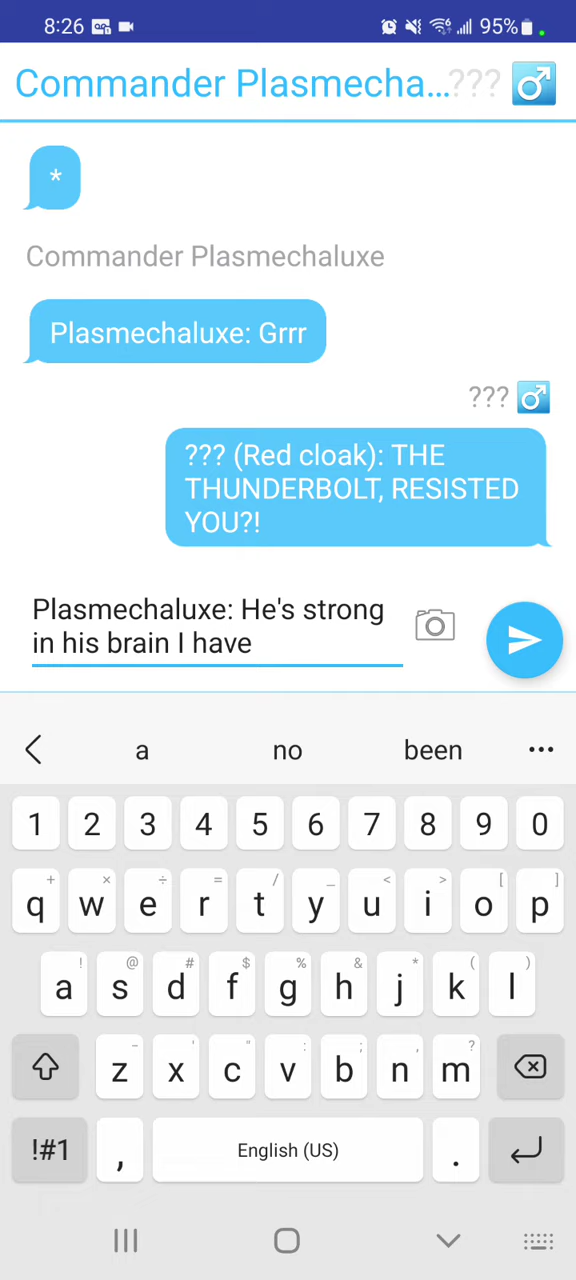 8:26 95%
Commander Plasmecha...???
*
Commander Plasmechaluxe
Plasmechaluxe: Grrr
???
??? (Red cloak): THE
THUNDERBOLT, RESISTED
YOU?!
Plasmechaluxe: He's strong
in his brain I have
a no been
1 2 3 4 5 6 7 8 9 0
+ × ÷ = / _ < > [ ]
q w e r t y u i o p
! @ # $ % & * ( )
a s d f g h j k l
- ' " : ; , ?
z x c v b n m
!#1 , English (US) .